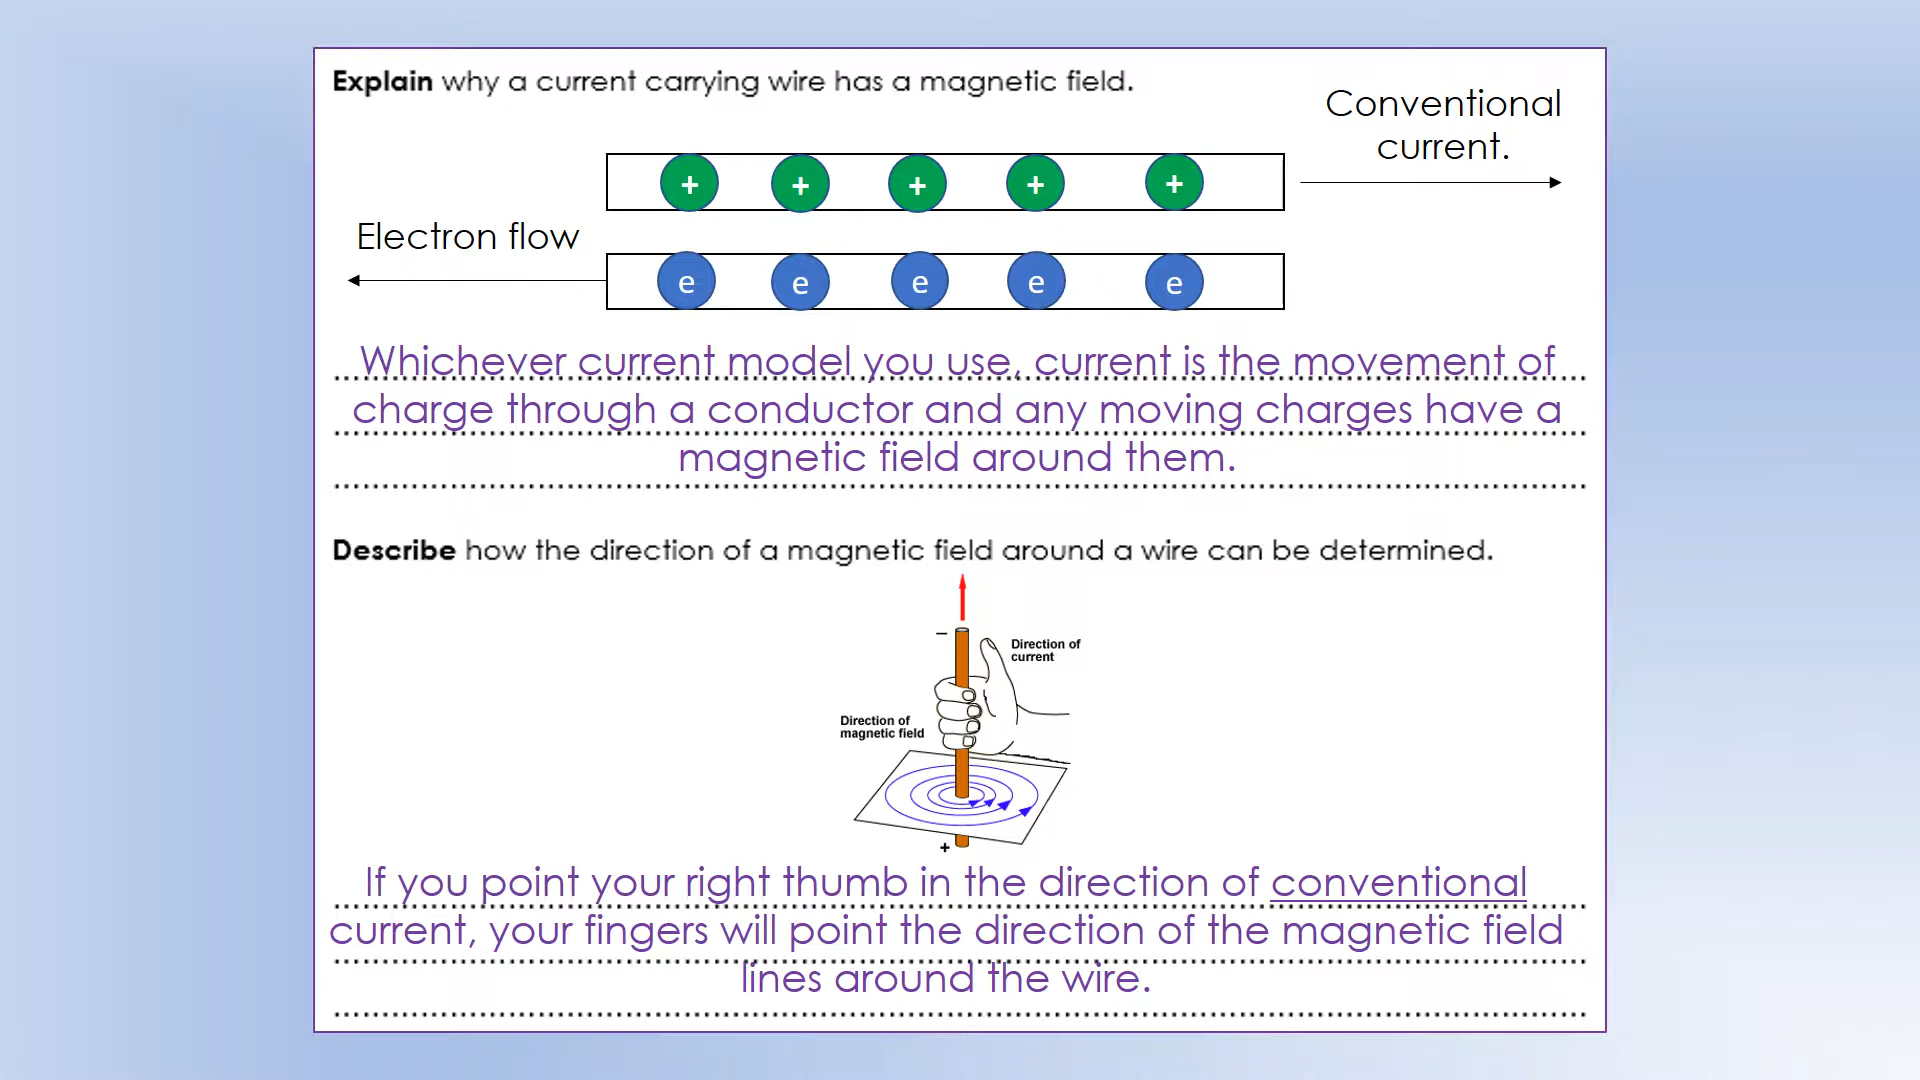 Explain why a current carrying wire has a magnetic field.
Conventional
current.
+ + + + +
Electron flow
e e e e e
Whichever current model you use, current is the movement of
charge through a conductor and any moving charges have a
magnetic field around them.
Describe how the direction of a magnetic field around a wire can be determined.
–
Direction of
current
Direction of
magnetic field
+
If you point your right thumb in the direction of conventional
current, your fingers will point the direction of the magnetic field
lines around the wire.